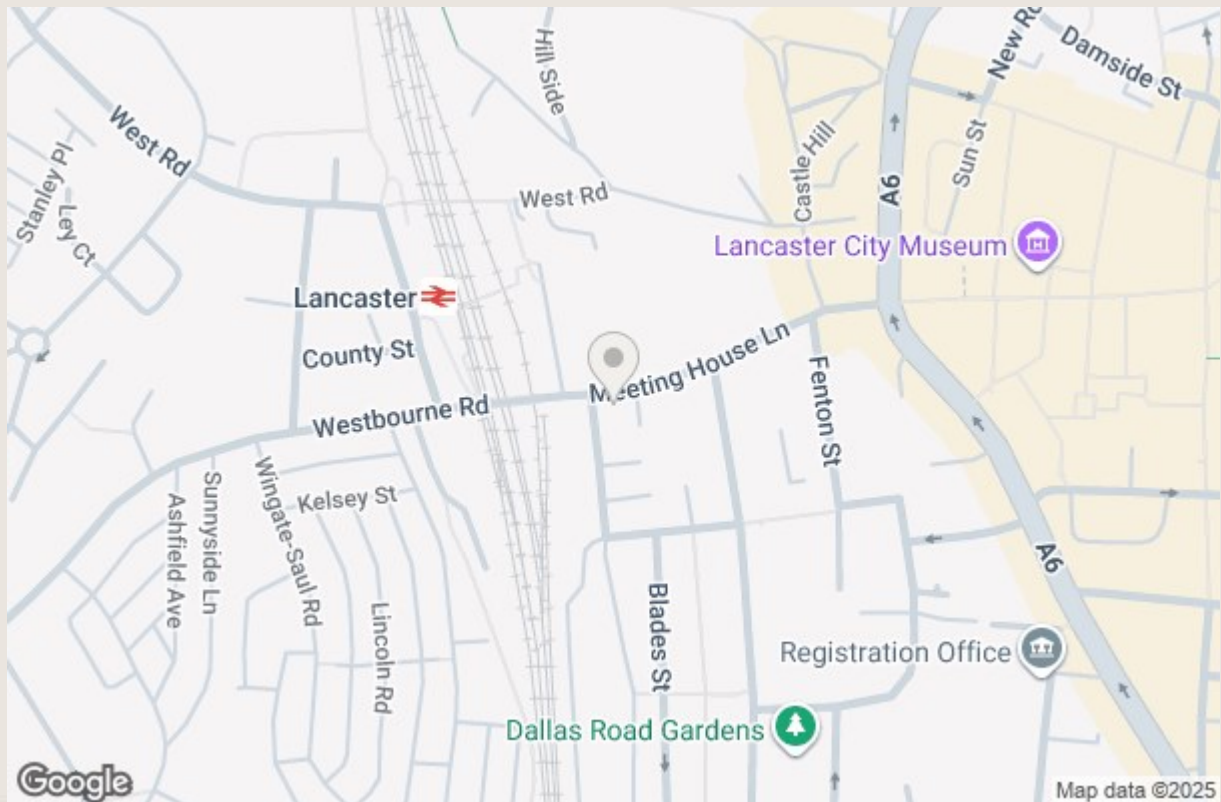 Hill Side
New Rd
Damside St
West Rd
Stanley Pl
Ley Ct
West Rd
Castle Hill
A6
Sun St
Lancaster City Museum
Lancaster
County St
Meeting House Ln
Westbourne Rd
Fenton St
Kelsey St
Sunnyside Ln
Ashfield Ave
Wingate-Saul Rd
Lincoln Rd
A6
Blades St
Registration Office
Dallas Road Gardens
Google
Map data ©2025